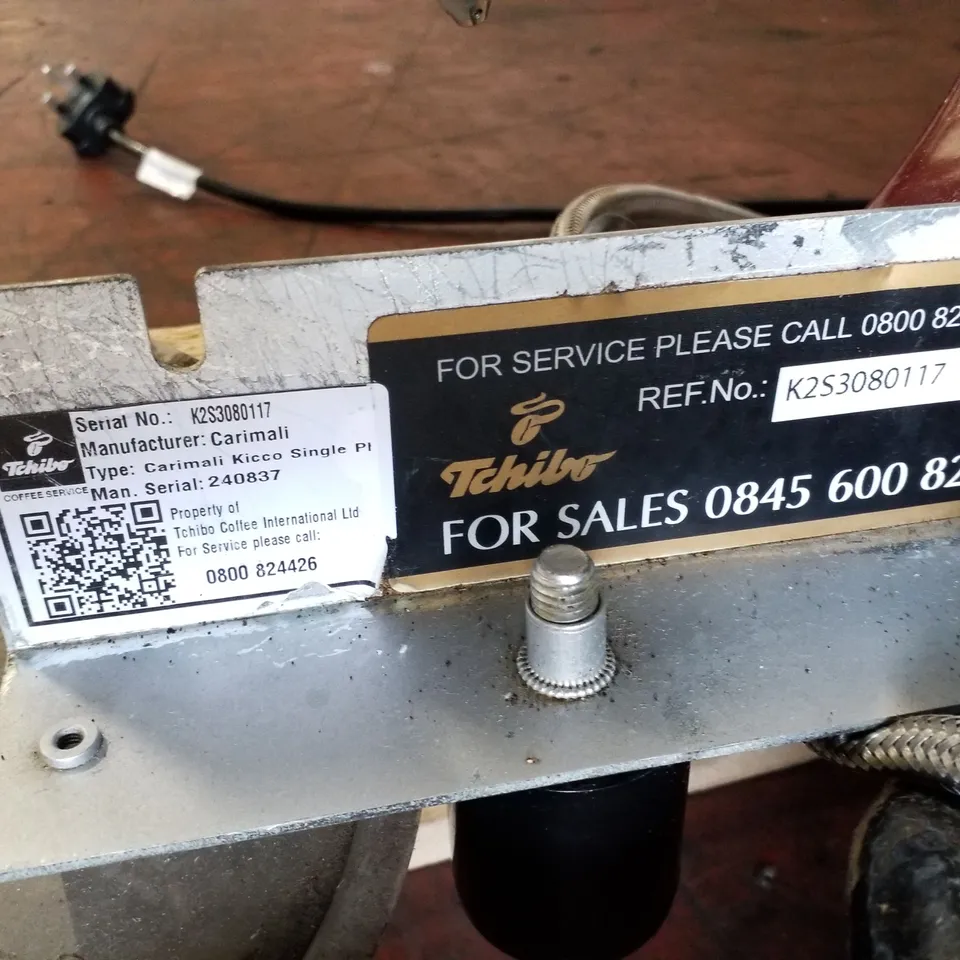 Serial No.: K2S3080117
Manufacturer: Carimali
Type: Carimali Kicco Single Ph
Man. Serial: 240837
Tchibo
COFFEE SERVICE
Property of
Tchibo Coffee International Ltd
For Service please call:
0800 824426
FOR SERVICE PLEASE CALL 0800 82
REF.No.: K2S3080117
Tchibo
FOR SALES 0845 600 82